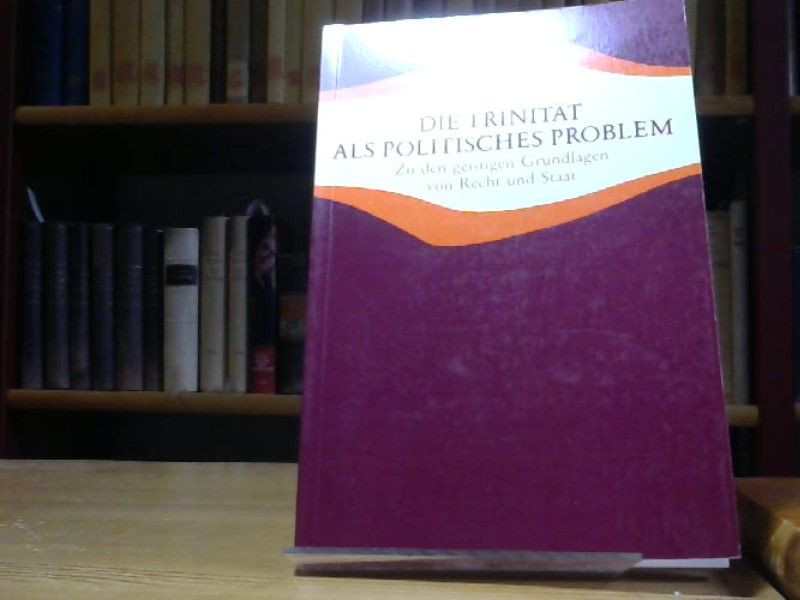 DIE TRINITÄT
ALS POLITISCHES PROBLEM
Zu den geistigen Grundlagen
von Recht und Staat